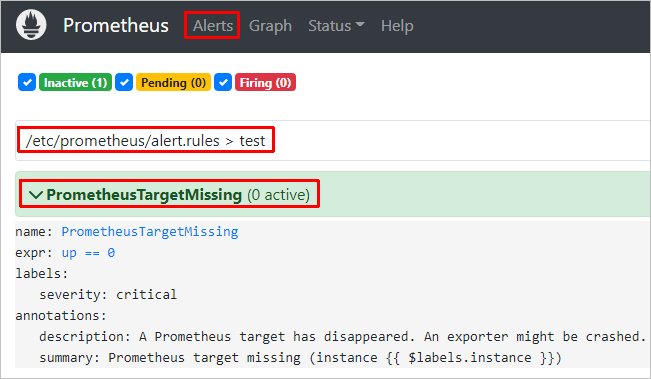 Prometheus Alerts Graph Status Help
Inactive (1) Pending (0) Firing (0)
/etc/prometheus/alert.rules > test
PrometheusTargetMissing (0 active)
name: PrometheusTargetMissing
expr: up == 0
labels:
severity: critical
annotations:
description: A Prometheus target has disappeared. An exporter might be crashed.
summary: Prometheus target missing (instance {{ $labels.instance }})